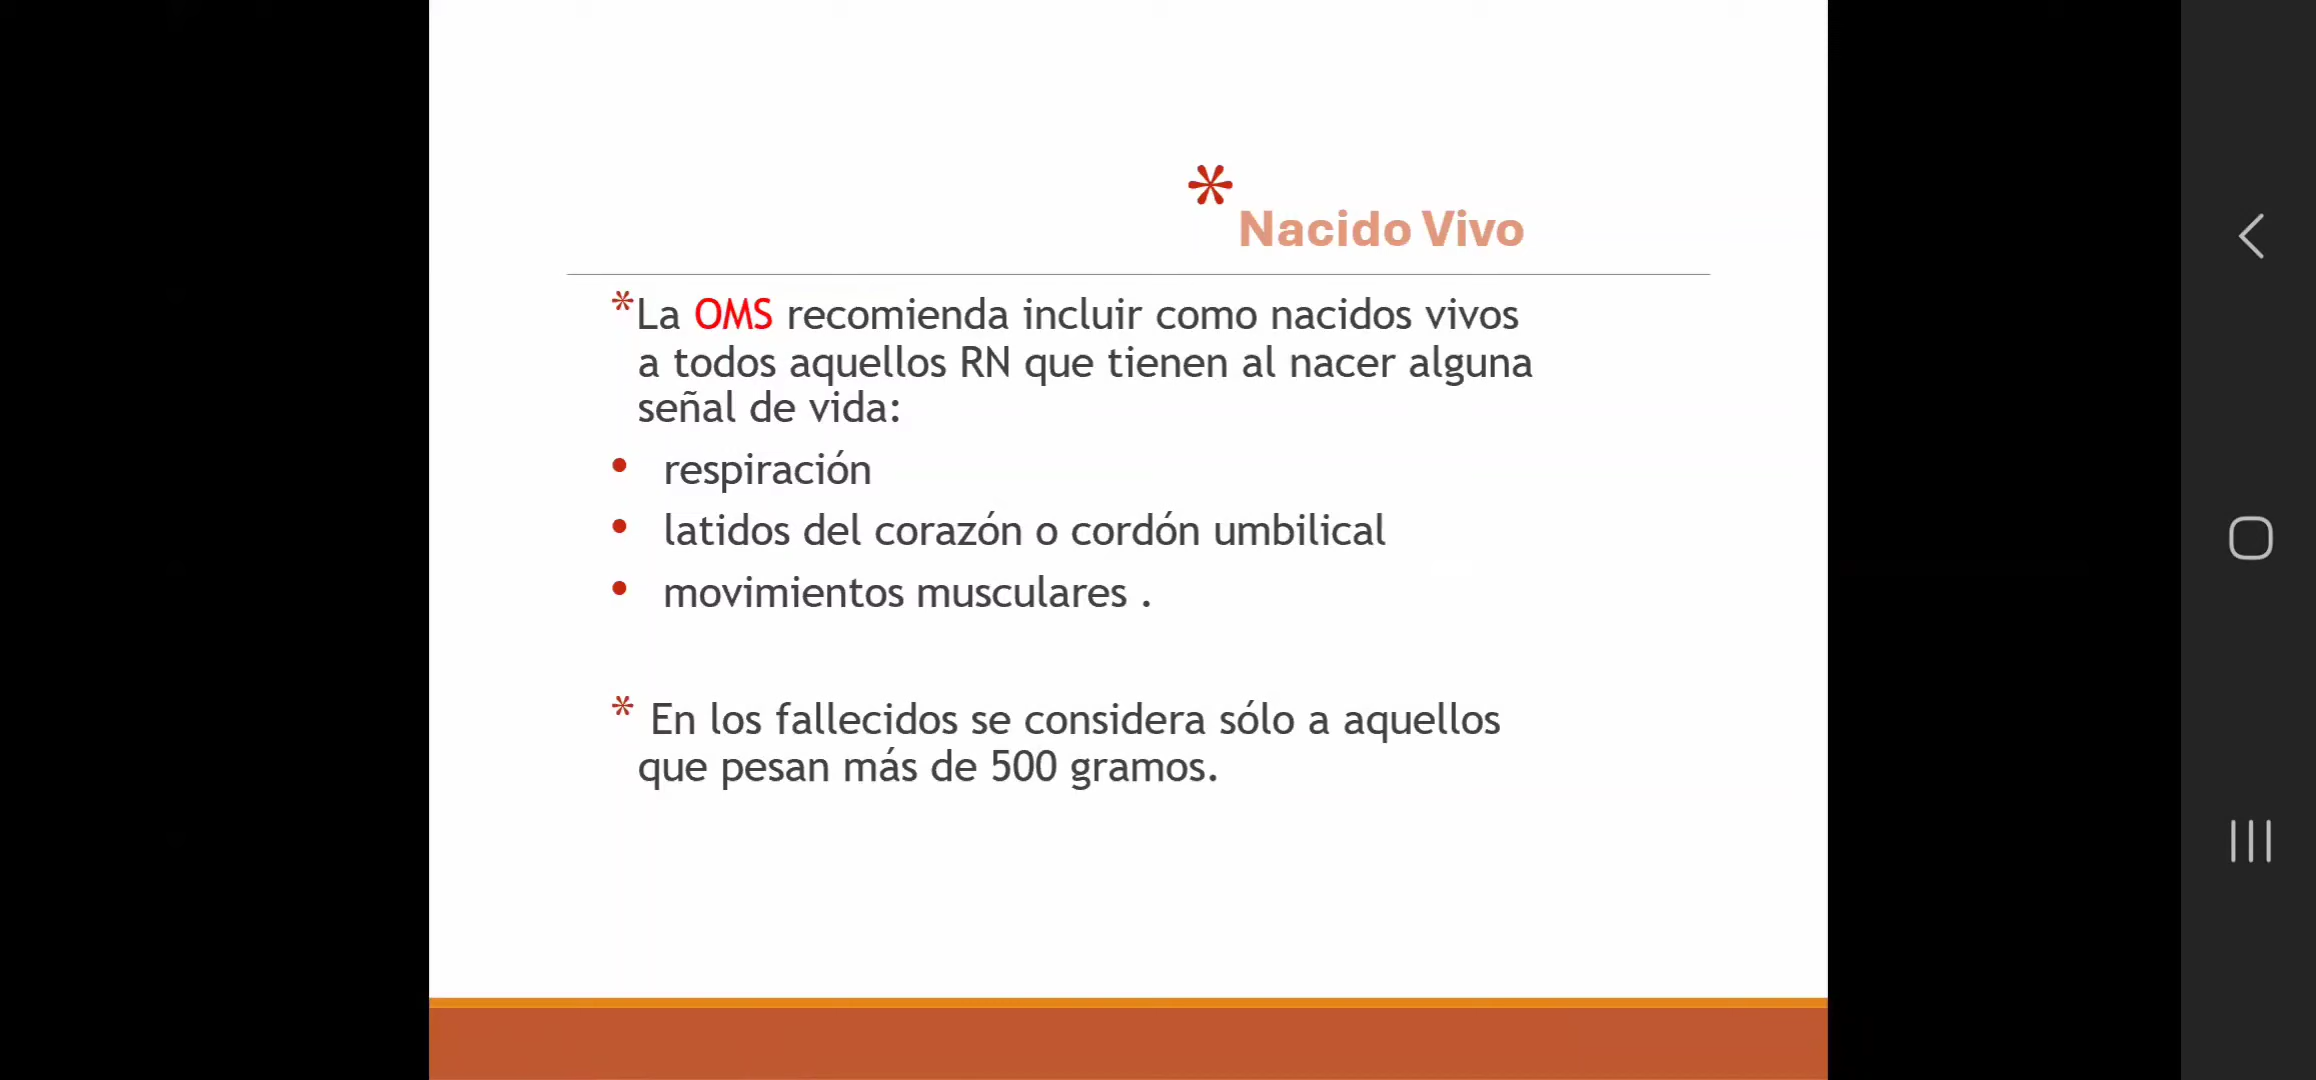 * Nacido Vivo
*La OMS recomienda incluir como nacidos vivos
a todos aquellos RN que tienen al nacer alguna
señal de vida:
• respiración
• latidos del corazón o cordón umbilical
• movimientos musculares .
* En los fallecidos se considera sólo a aquellos
que pesan más de 500 gramos.